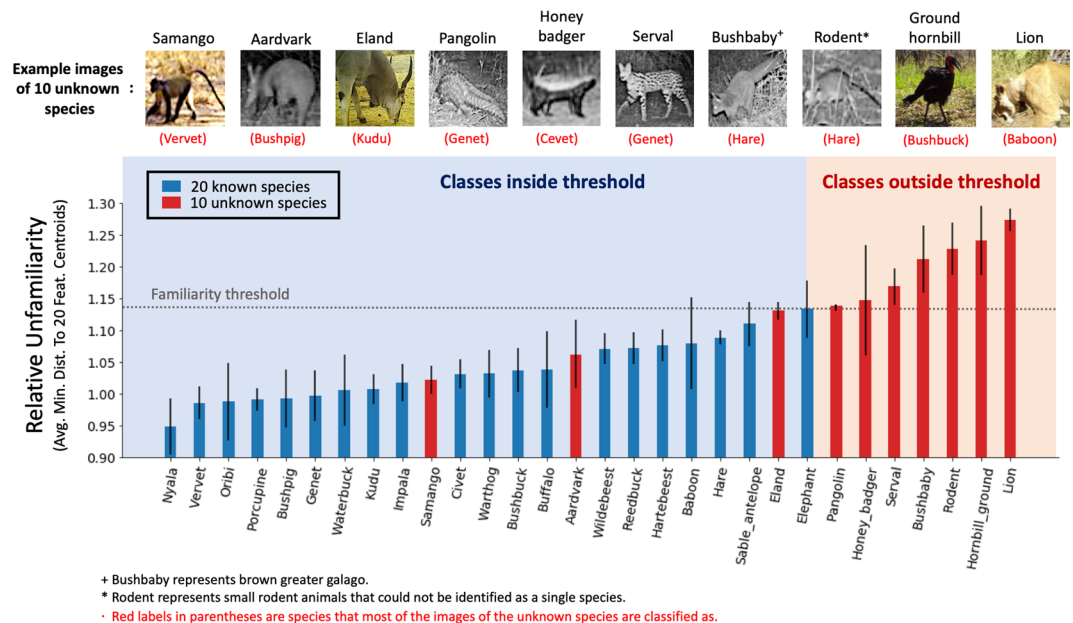 Samango
Aardvark
Eland
Pangolin
Honey
badger
Serval
Bushbaby+
Rodent*
Ground
hornbill
Lion
Example images
of 10 unknown :
species
(Vervet)
(Bushpig)
(Kudu)
(Genet)
(Cevet)
(Genet)
(Hare)
(Hare)
(Bushbuck)
(Baboon)
20 known species
10 unknown species
Classes inside threshold
Classes outside threshold
Relative Unfamiliarity
(Avg. Min. Dist. To 20 Feat. Centroids)
1.30
1.25
1.20
1.15
1.10
1.05
1.00
0.95
0.90
Familiarity threshold
Nyala
Vervet
Oribi
Porcupine
Bushpig
Genet
Waterbuck
Kudu
Impala
Samango
Civet
Warthog
Bushbuck
Buffalo
Aardvark
Wildebeest
Reedbuck
Hartebeest
Baboon
Hare
Sable_antelope
Eland
Elephant
Pangolin
Honey_badger
Serval
Bushbaby
Rodent
Hornbill_ground
Lion
+ Bushbaby represents brown greater galago.
* Rodent represents small rodent animals that could not be identified as a single species.
· Red labels in parentheses are species that most of the images of the unknown species are classified as.